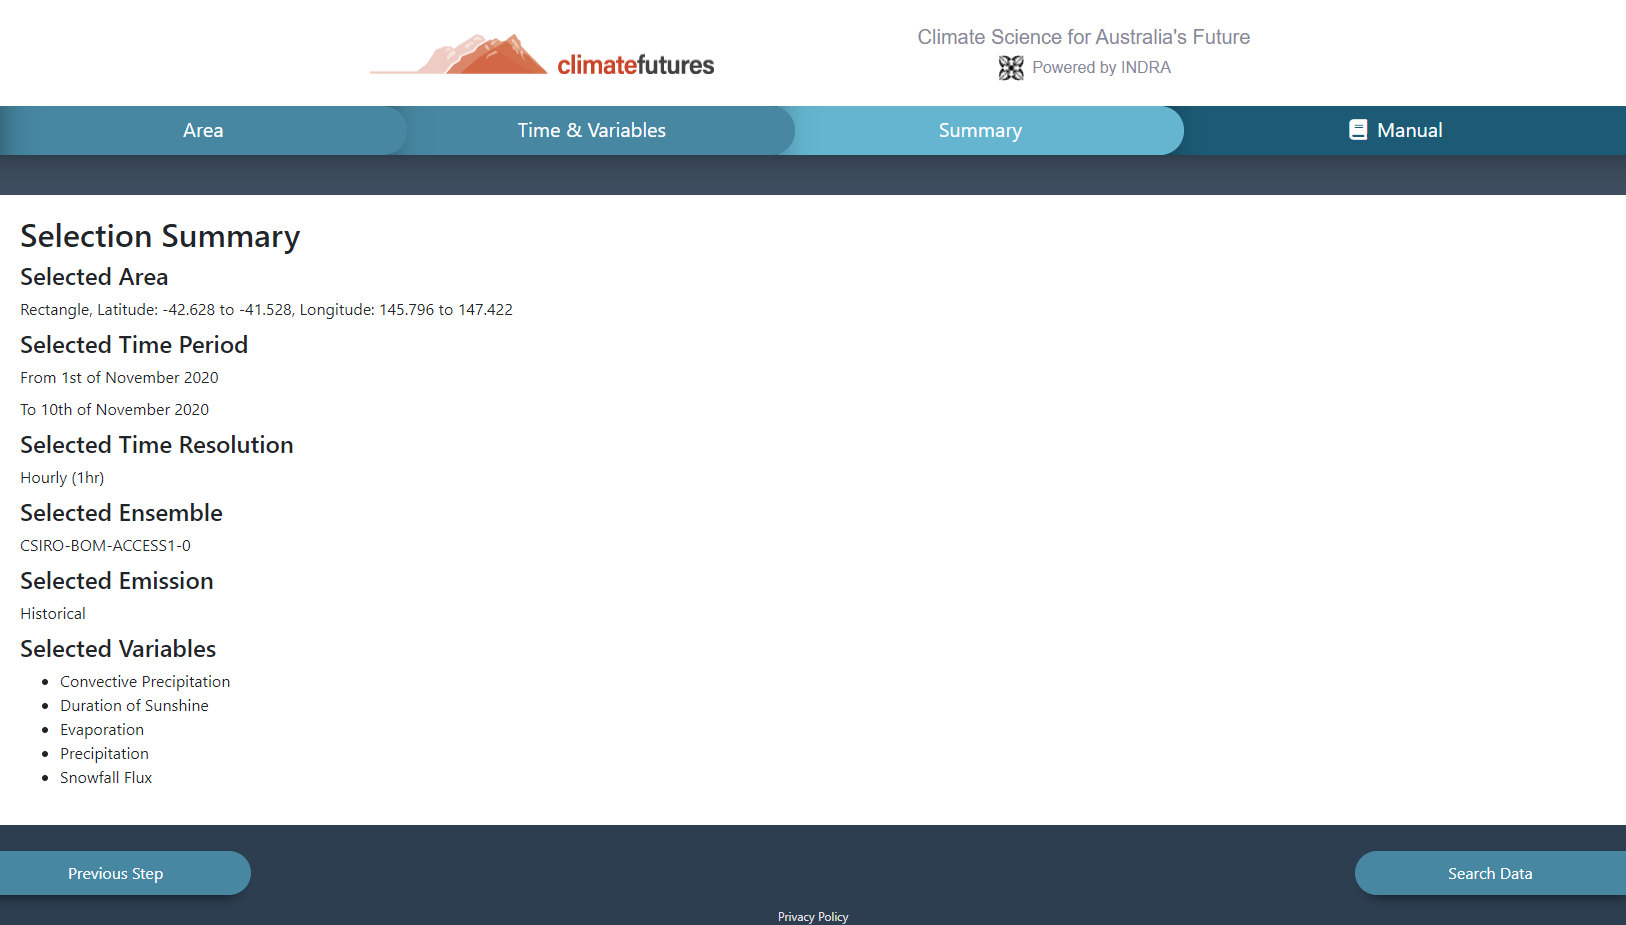 climatefutures
Climate Science for Australia's Future
Powered by INDRA
Area
Time & Variables
Summary
Manual
Selection Summary
Selected Area
Rectangle, Latitude: -42.628 to -41.528, Longitude: 145.796 to 147.422
Selected Time Period
From 1st of November 2020
To 10th of November 2020
Selected Time Resolution
Hourly (1hr)
Selected Ensemble
CSIRO-BOM-ACCESS1-0
Selected Emission
Historical
Selected Variables
Convective Precipitation
Duration of Sunshine
Evaporation
Precipitation
Snowfall Flux
Previous Step
Search Data
Privacy Policy